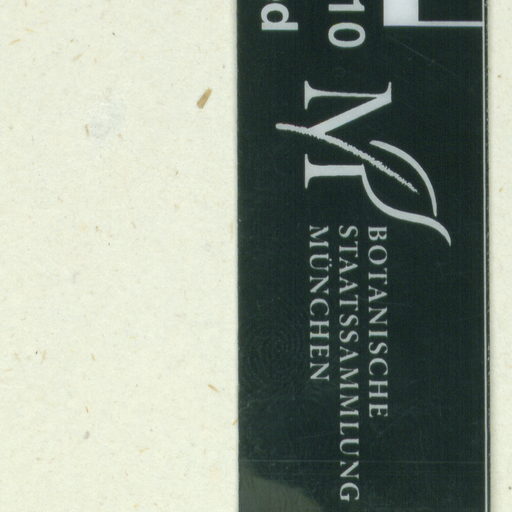 10
d
M
BOTANISCHE
STAATSSAMMLUNG
MÜNCHEN